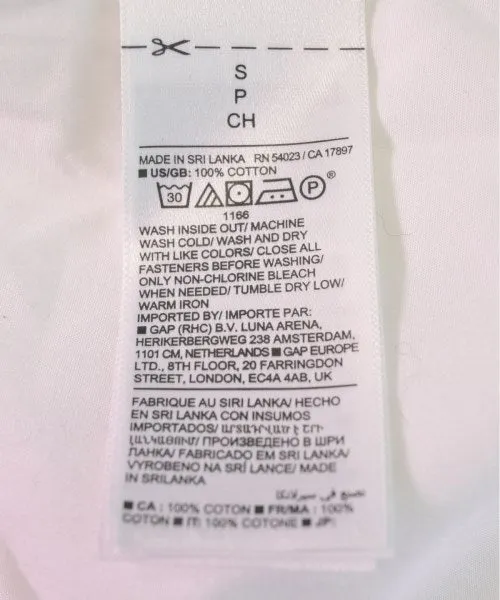 S
P
CH
MADE IN SRI LANKA RN 54023 / CA 17897
■ US/GB: 100% COTTON
30 P ®
1166
WASH INSIDE OUT/ MACHINE
WASH COLD/ WASH AND DRY
WITH LIKE COLORS/ CLOSE ALL
FASTENERS BEFORE WASHING/
ONLY NON-CHLORINE BLEACH
WHEN NEEDED/ TUMBLE DRY LOW/
WARM IRON
IMPORTED BY/ IMPORTE PAR:
■ GAP (RHC) B.V. LUNA ARENA,
HERIKERBERGWEG 238 AMSTERDAM,
1101 CM, NETHERLANDS ■ GAP EUROPE
LTD., 8TH FLOOR, 20 FARRINGDON
STREET, LONDON, EC4A 4AB, UK
FABRIQUE AU SRI LANKA/ HECHO
EN SRI LANKA CON INSUMOS
IMPORTADOS/ ԱՐՏԱԴՐՎԱԾ Է ՇՐԻ
ԼԱՆԿԱՅՈՒՄ/ ПРОИЗВЕДЕНО В ШРИ
ЛАНКА/ FABRICADO EM SRI LANKA/
VYROBENO NA SRÍ LANCE/ MADE
IN SRILANKA
تصنيع في سيرلانكا
■ CA : 100% COTON ■ FR/MA : 100%
COTON ■ IT: 100% COTONE ■ JP: